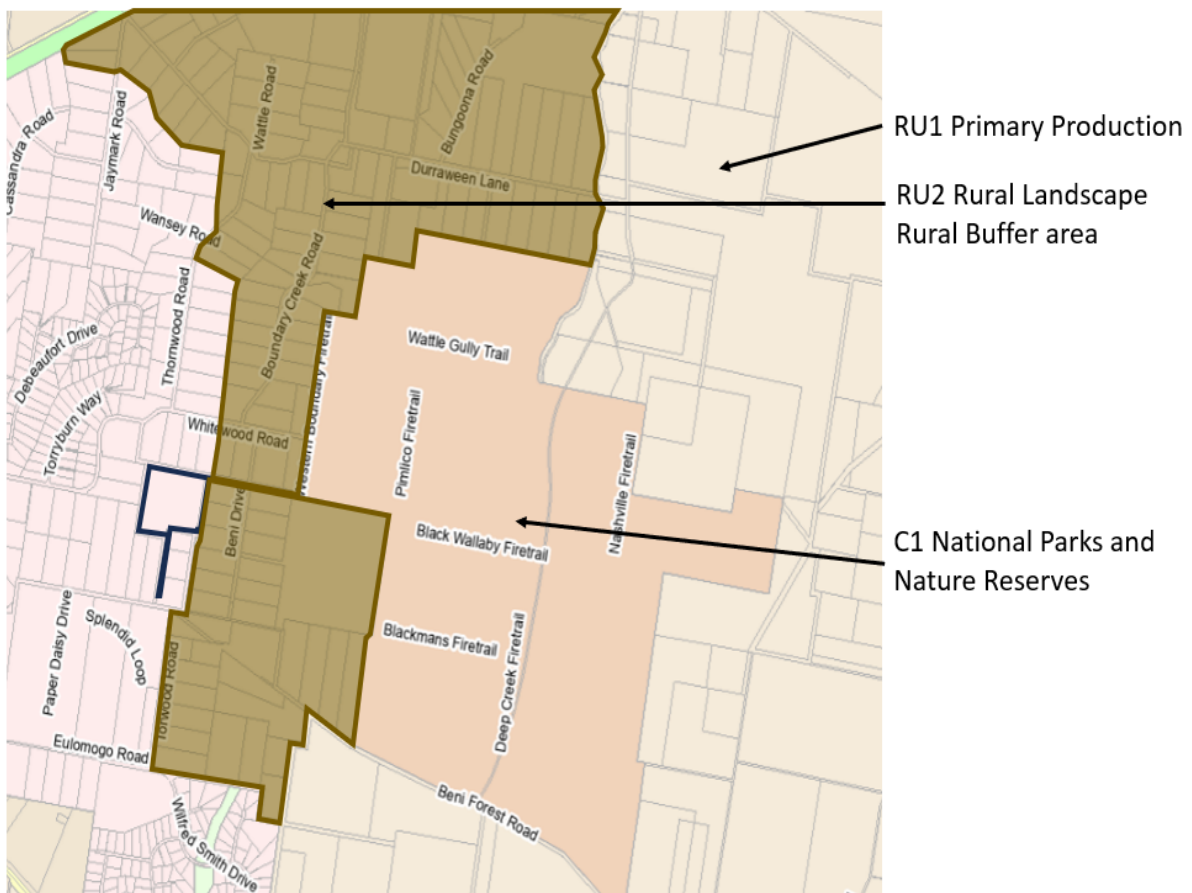 Bungoona Road
Wattle Road
Jaymark Road
Cassandra Road
Durraween Lane
Wansey Road
Boundary Creek Road
Thornwood Road
Debeaufort Drive
Torryburn Way
Whitewood Road
Western Boundary Firetrail
Wattle Gully Trail
Pimlico Firetrail
Nashville Firetrail
Beni Drive
Black Wallaby Firetrail
Blackmans Firetrail
Deep Creek Firetrail
Paper Daisy Drive
Splendid Loop
Torwood Road
Eulomogo Road
Wilfred Smith Drive
Beni Forest Road
RU1 Primary Production
RU2 Rural Landscape
Rural Buffer area
C1 National Parks and
Nature Reserves